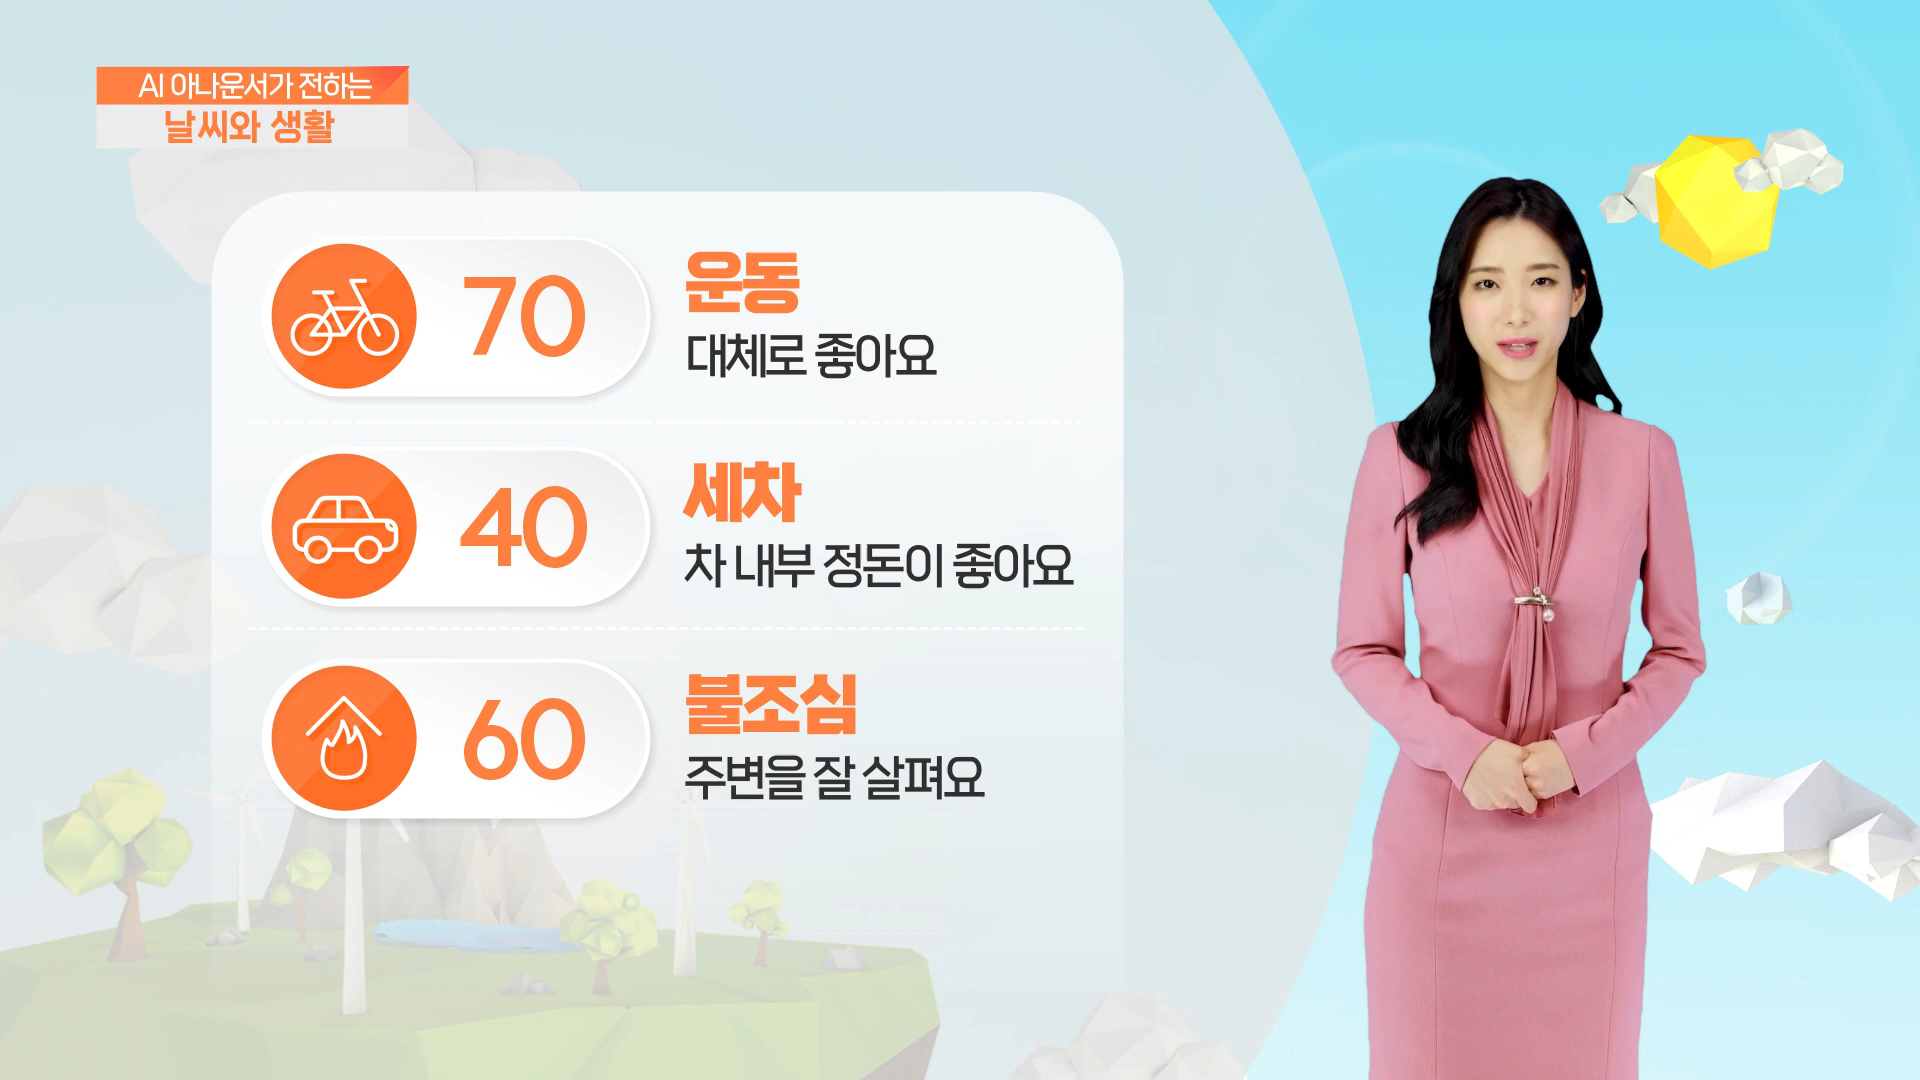 AI 아나운서가 전하는
날씨와 생활
70
운동
대체로 좋아요
40
세차
차 내부 정돈이 좋아요
60
불조심
주변을 잘 살펴요